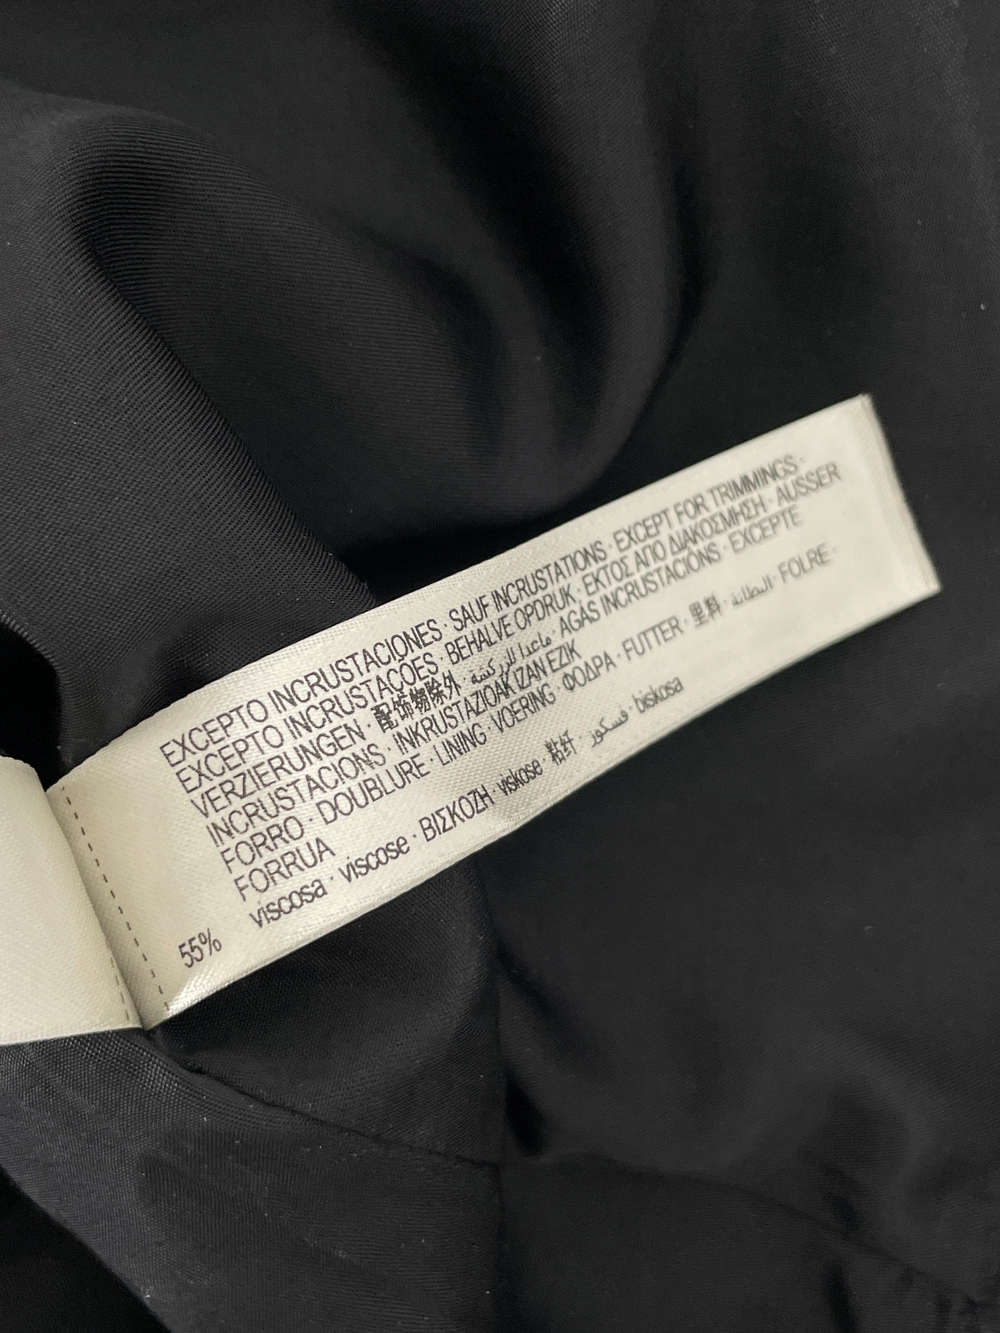 EXCEPTO INCRUSTACIONES · SAUF INCRUSTATIONS · EXCEPT FOR TRIMMINGS ·
EXCEPTO INCRUSTAÇÕES · BEHALVE OPDRUK · ΕΚΤΟΣ ΑΠΟ ΔΙΑΚΟΣΜΗΣΗ · AUSSER
VERZIERUNGEN · 配饰物除外 · ماعدا الزركشة · AGAS INCRUSTACIÓNS · EXCEPTE
INCRUSTACIONS · INKRUSTAZIOAK IZAN EZIK
FORRO · DOUBLURE · LINING · VOERING · ΦΟΔΡΑ · FUTTER · 里料 · البطانة · FOLRE ·
FORRUA
55% viscosa · viscose · ΒΙΣΚΟΖΗ · viskose · 粘纤 · فسكوز · biskosa